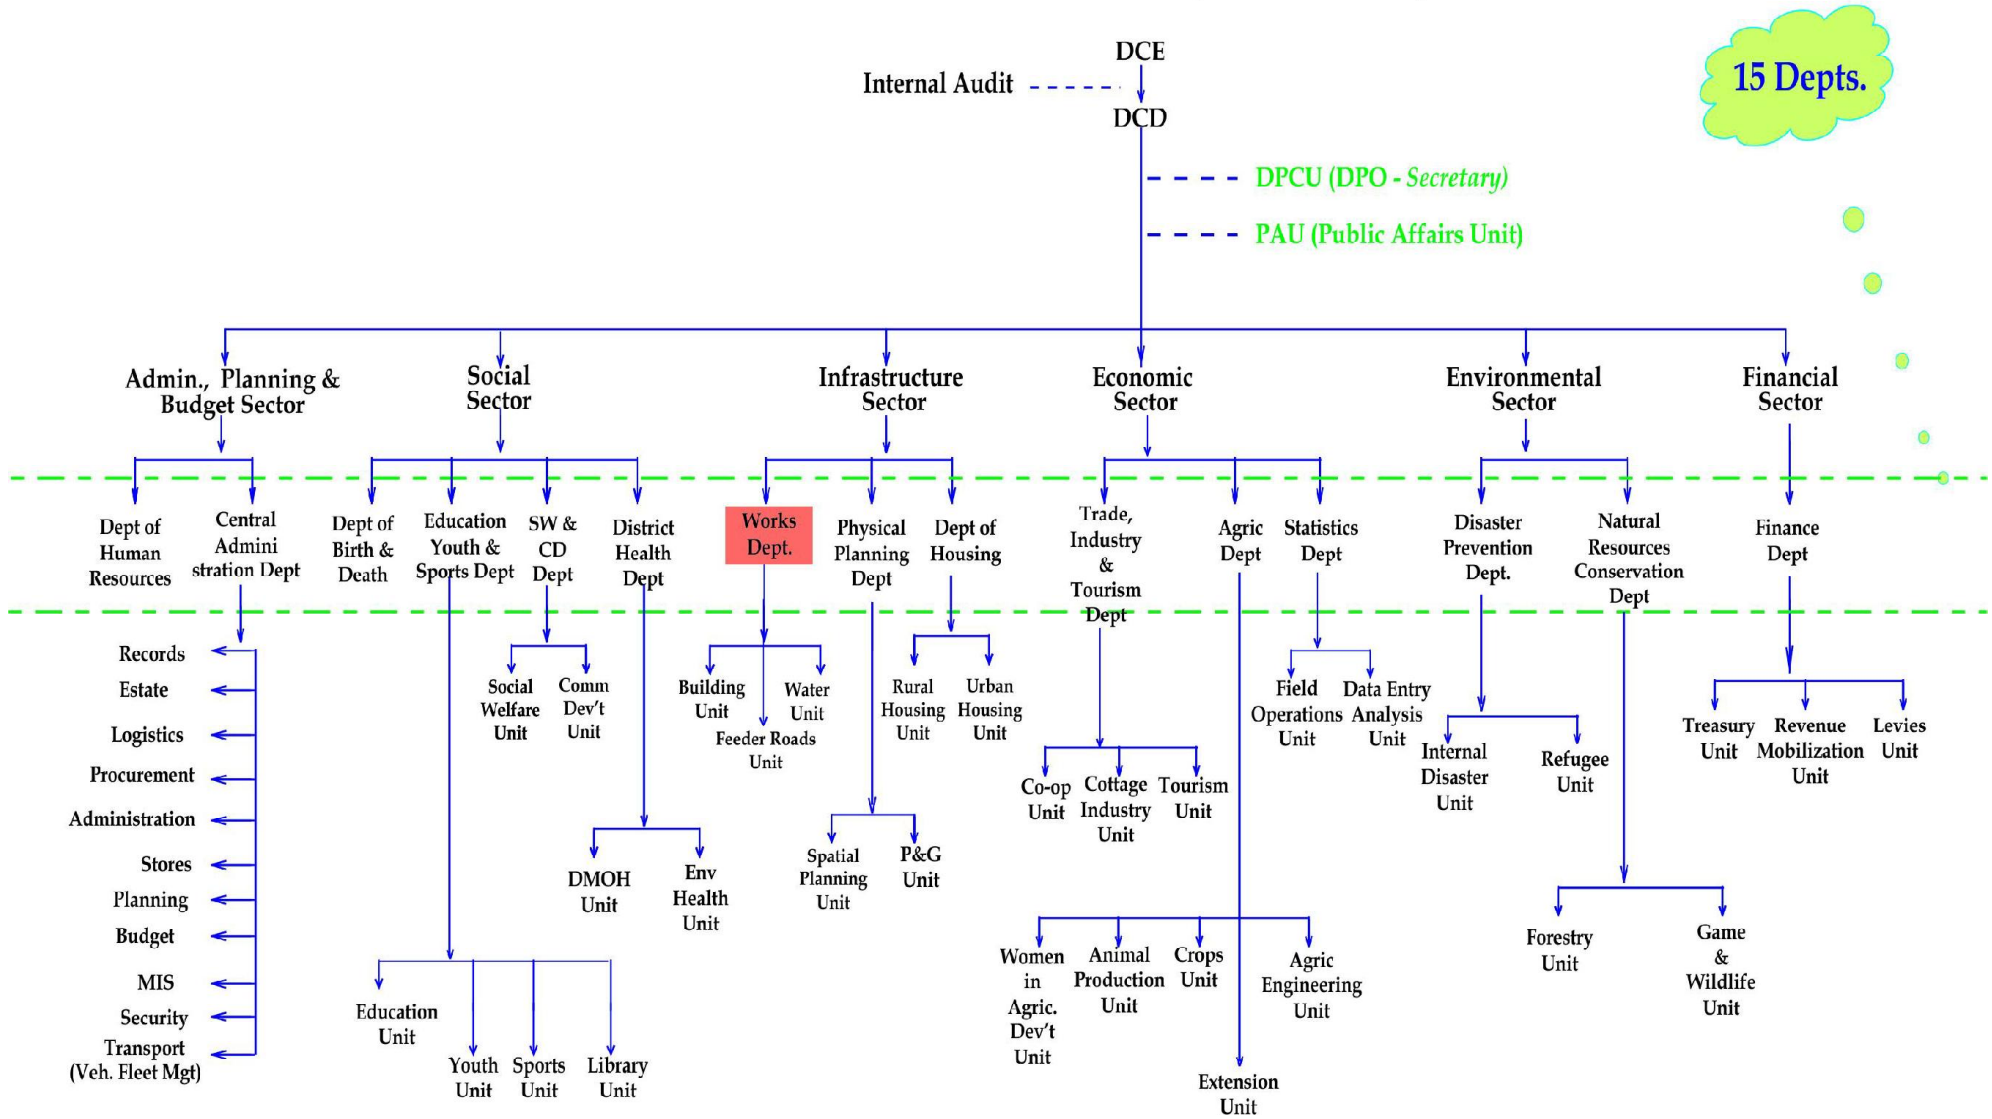 DCE
Internal Audit
DCD
15 Depts.
DPCU (DPO - Secretary)
PAU (Public Affairs Unit)
Admin., Planning &
Budget Sector
Social
Sector
Infrastructure
Sector
Economic
Sector
Environmental
Sector
Financial
Sector
Dept of
Human
Resources
Central
Admini
stration Dept
Dept of
Birth &
Death
Education
Youth &
Sports Dept
SW &
CD
Dept
District
Health
Dept
Works
Dept.
Physical
Planning
Dept
Dept of
Housing
Trade,
Industry
&
Tourism
Dept
Agric
Dept
Statistics
Dept
Disaster
Prevention
Dept.
Natural
Resources
Conservation
Dept
Finance
Dept
Records
Estate
Logistics
Procurement
Administration
Stores
Planning
Budget
MIS
Security
Transport
(Veh. Fleet Mgt)
Education
Unit
Youth
Unit
Sports
Unit
Library
Unit
Social
Welfare
Unit
Comm
Dev't
Unit
DMOH
Unit
Env
Health
Unit
Building
Unit
Feeder Roads
Unit
Water
Unit
Spatial
Planning
Unit
P&G
Unit
Rural
Housing
Unit
Urban
Housing
Unit
Co-op
Unit
Cottage
Industry
Unit
Tourism
Unit
Women
in
Agric.
Dev't
Unit
Animal
Production
Unit
Crops
Unit
Agric
Engineering
Unit
Extension
Unit
Field
Operations
Unit
Data Entry
Analysis
Unit
Internal
Disaster
Unit
Refugee
Unit
Forestry
Unit
Game
&
Wildlife
Unit
Treasury
Unit
Revenue
Mobilization
Unit
Levies
Unit